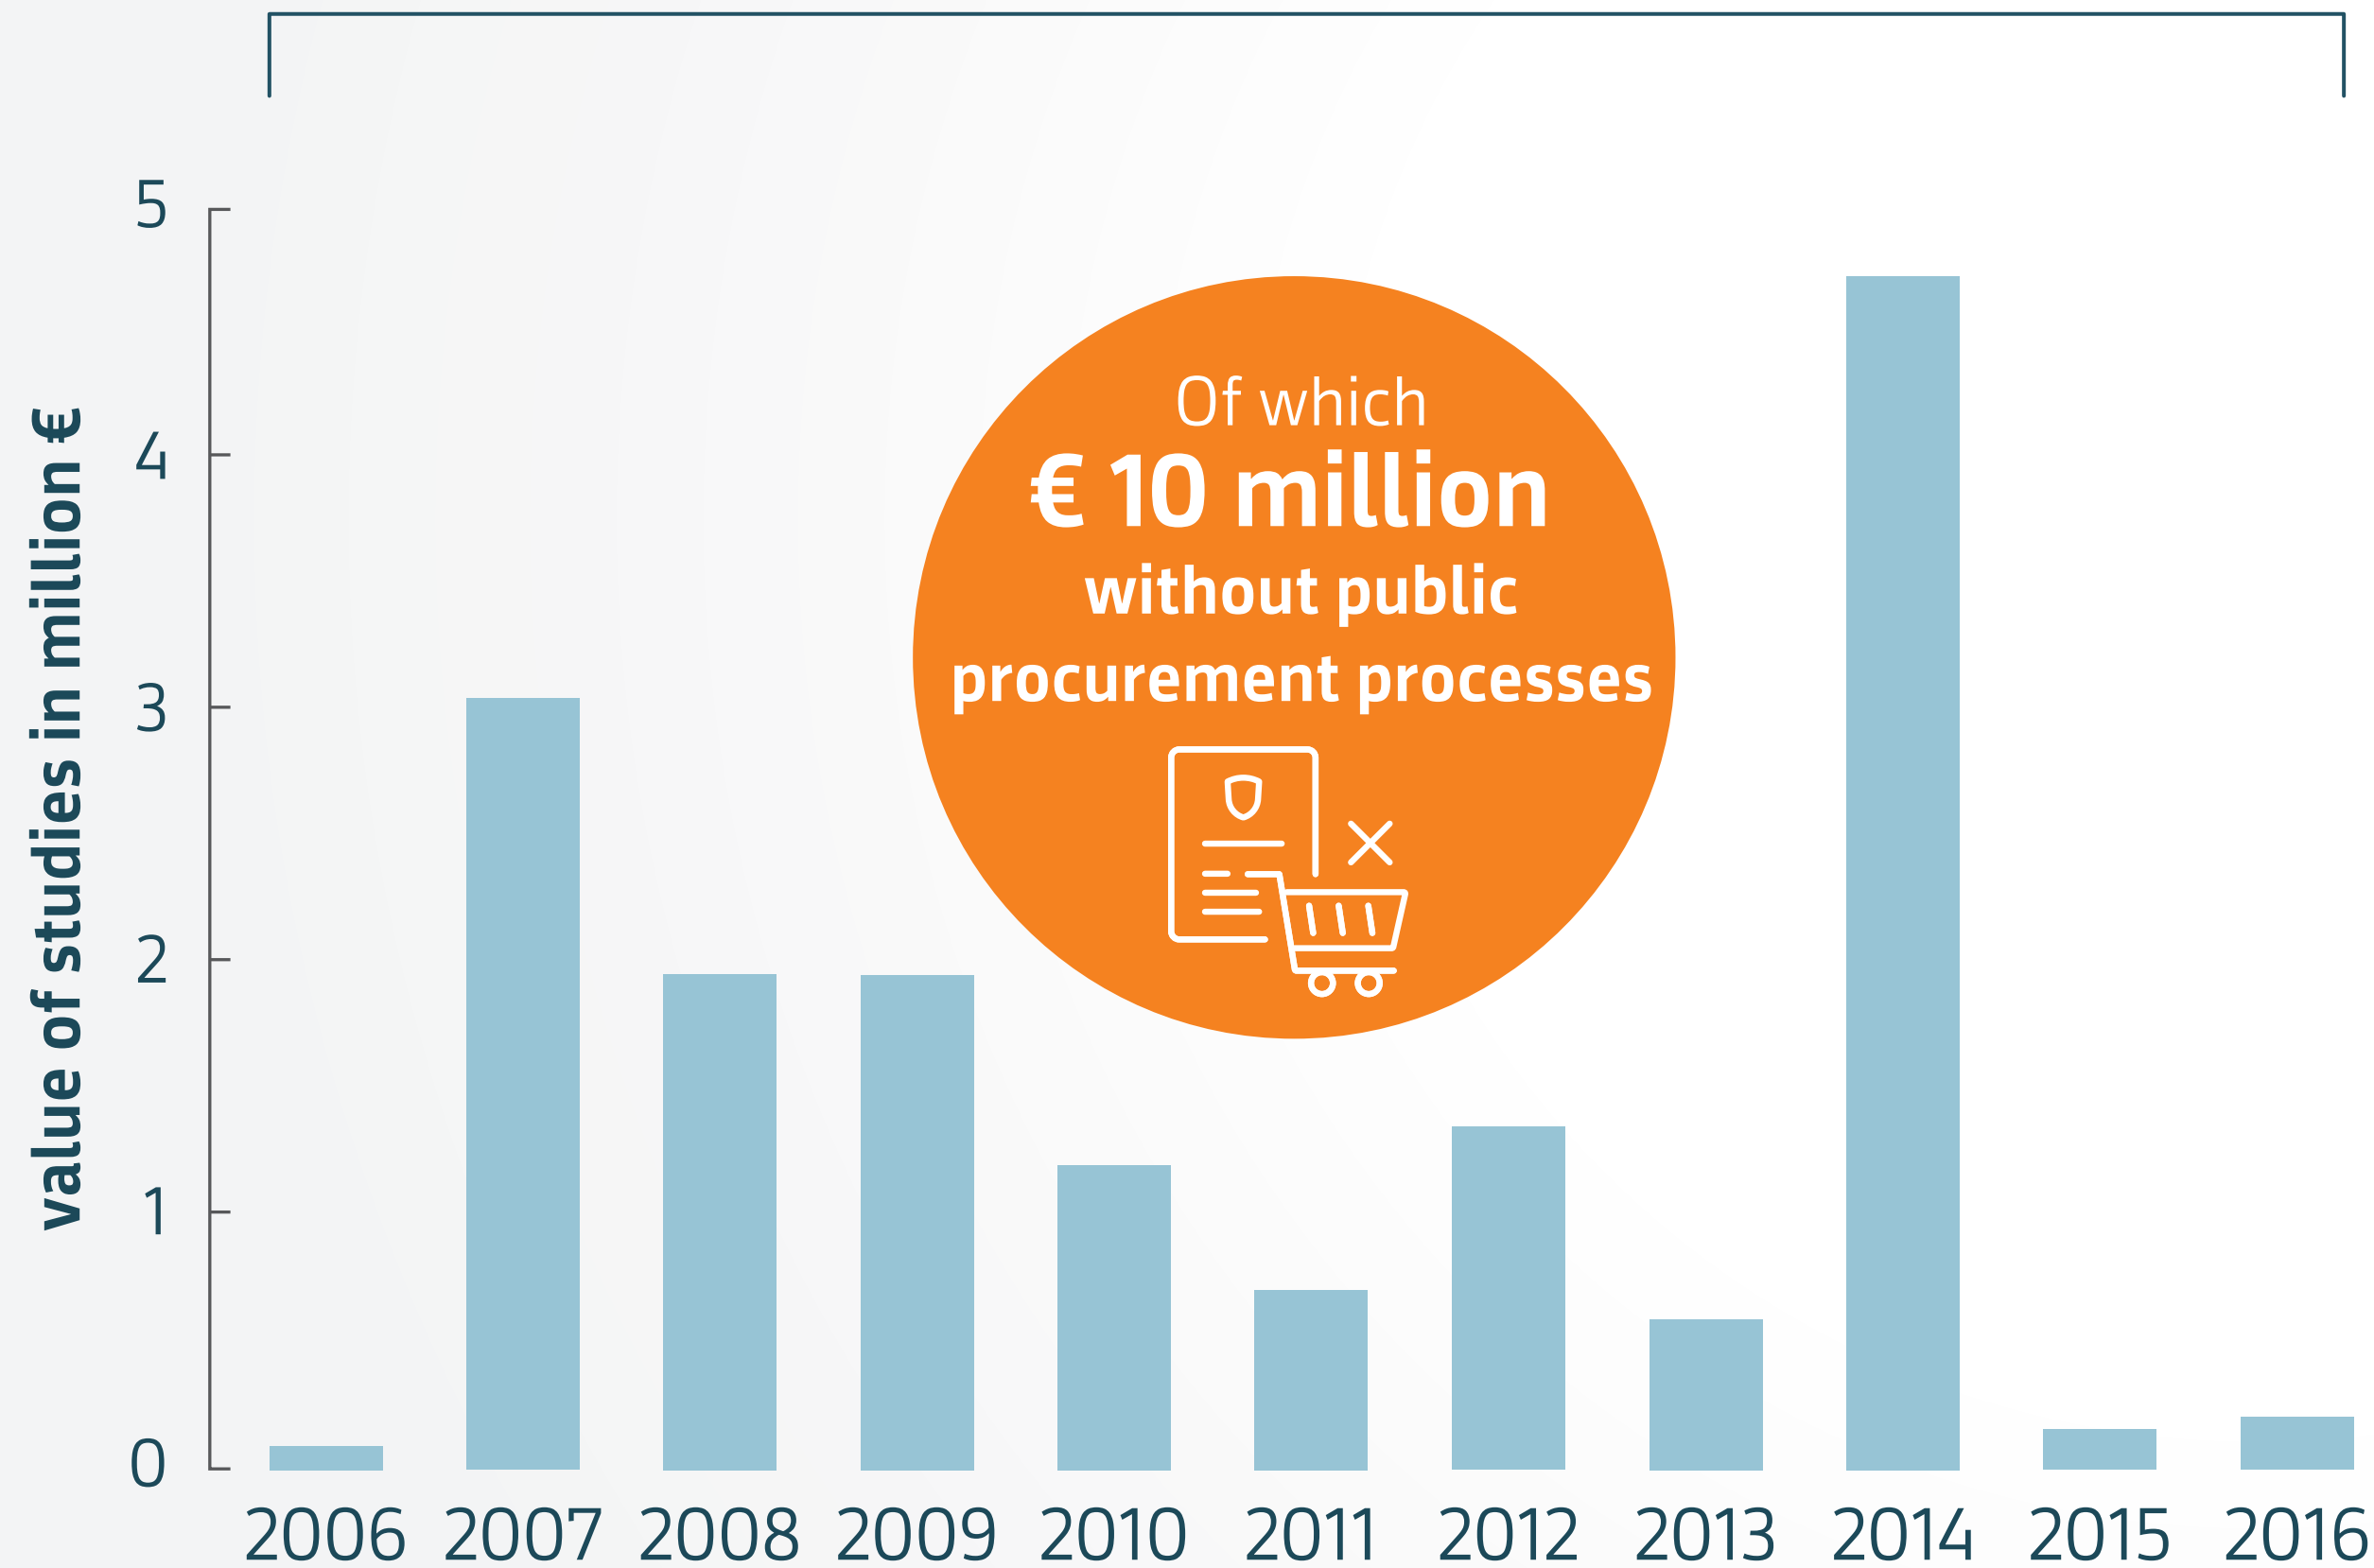 value of studies in million €
5
4
3
2
1
0
Of which
€ 10 million
without public
procurement processes
2006 2007 2008 2009 2010 2011 2012 2013 2014 2015 2016